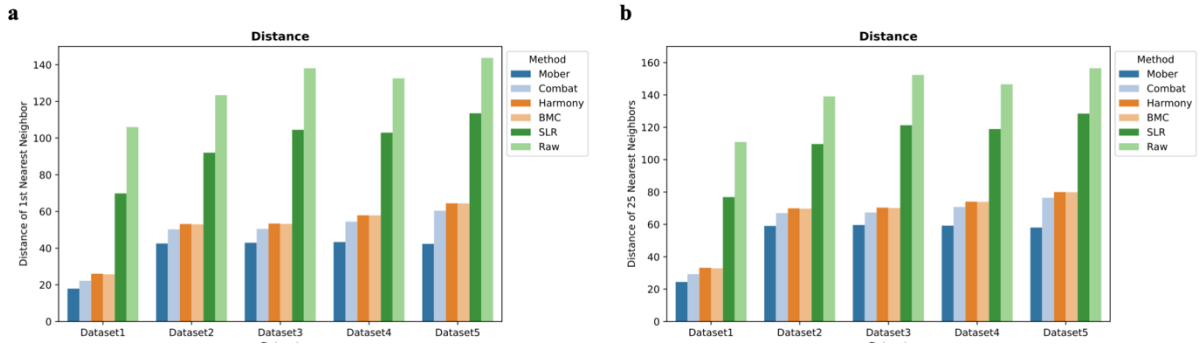 a
Distance
Distance of 1st Nearest Neighbor
140
120
100
80
60
40
20
0
Dataset1 Dataset2 Dataset3 Dataset4 Dataset5
Method
Mober
Combat
Harmony
BMC
SLR
Raw
b
Distance
Distance of 25 Nearest Neighbors
160
140
120
100
80
60
40
20
0
Dataset1 Dataset2 Dataset3 Dataset4 Dataset5
Method
Mober
Combat
Harmony
BMC
SLR
Raw